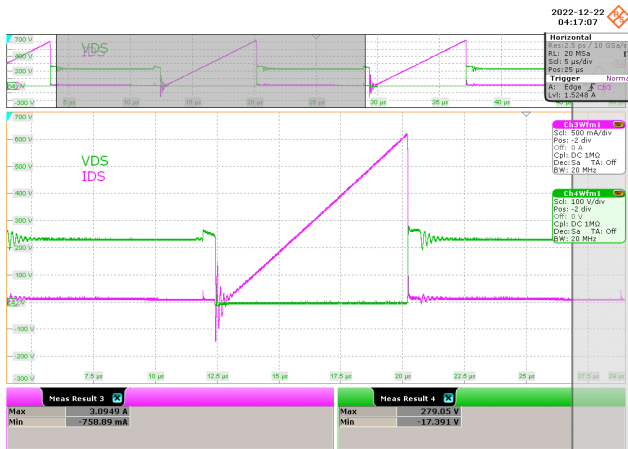 2022-12-22
04:17:07
Horizontal
Res:2.5 ps / 10 GSa/s
RL: 20 MSa
Scl: 5 µs/div
Pos:25 µs
Trigger Norma
A: Edge Ch3
Lvl: 1.5248 A
700 V
VDS
IDS
400 V
200 V
-300 V
5 µs 10 µs 15 µs 20 µs 25 µs 30 µs 35 µs 40 µs
700 V
600 V
VDS
IDS
400 V
300 V
200 V
100 V
-100 V
-200 V
-300 V
7.5 µs 10 µs 12.5 µs 15 µs 17.5 µs 20 µs 22.5 µs 25 µs 27.5 µs 29 µs
Ch3Wfm1
Scl: 500 mA/div
Pos: -2 div
Off: 0 A
Cpl: DC 1MΩ
Dec: Sa TA: Off
BW: 20 MHz
Ch4Wfm1
Scl: 100 V/div
Pos: -2 div
Off: 0 V
Cpl: DC 1MΩ
Dec: Sa TA: Off
BW: 20 MHz
Meas Result 3
Max 3.0949 A
Min -758.89 mA
Meas Result 4
Max 279.05 V
Min -17.391 V